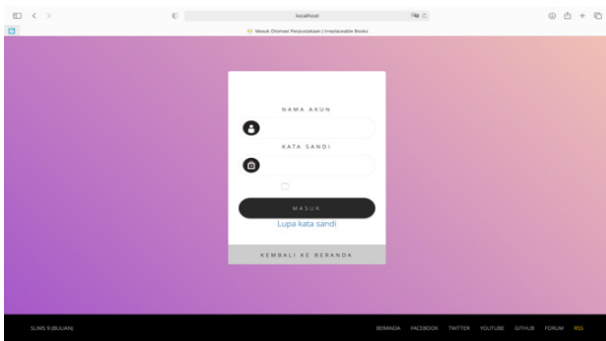 localhost
Masuk Otomasi Perpustakaan | Irreplaceable Books
NAMA AKUN
KATA SANDI
MASUK
Lupa kata sandi
KEMBALI KE BERANDA
SLIMS 9 (BULIAN)
BERANDA FACEBOOK TWITTER YOUTUBE GITHUB FORUM RSS